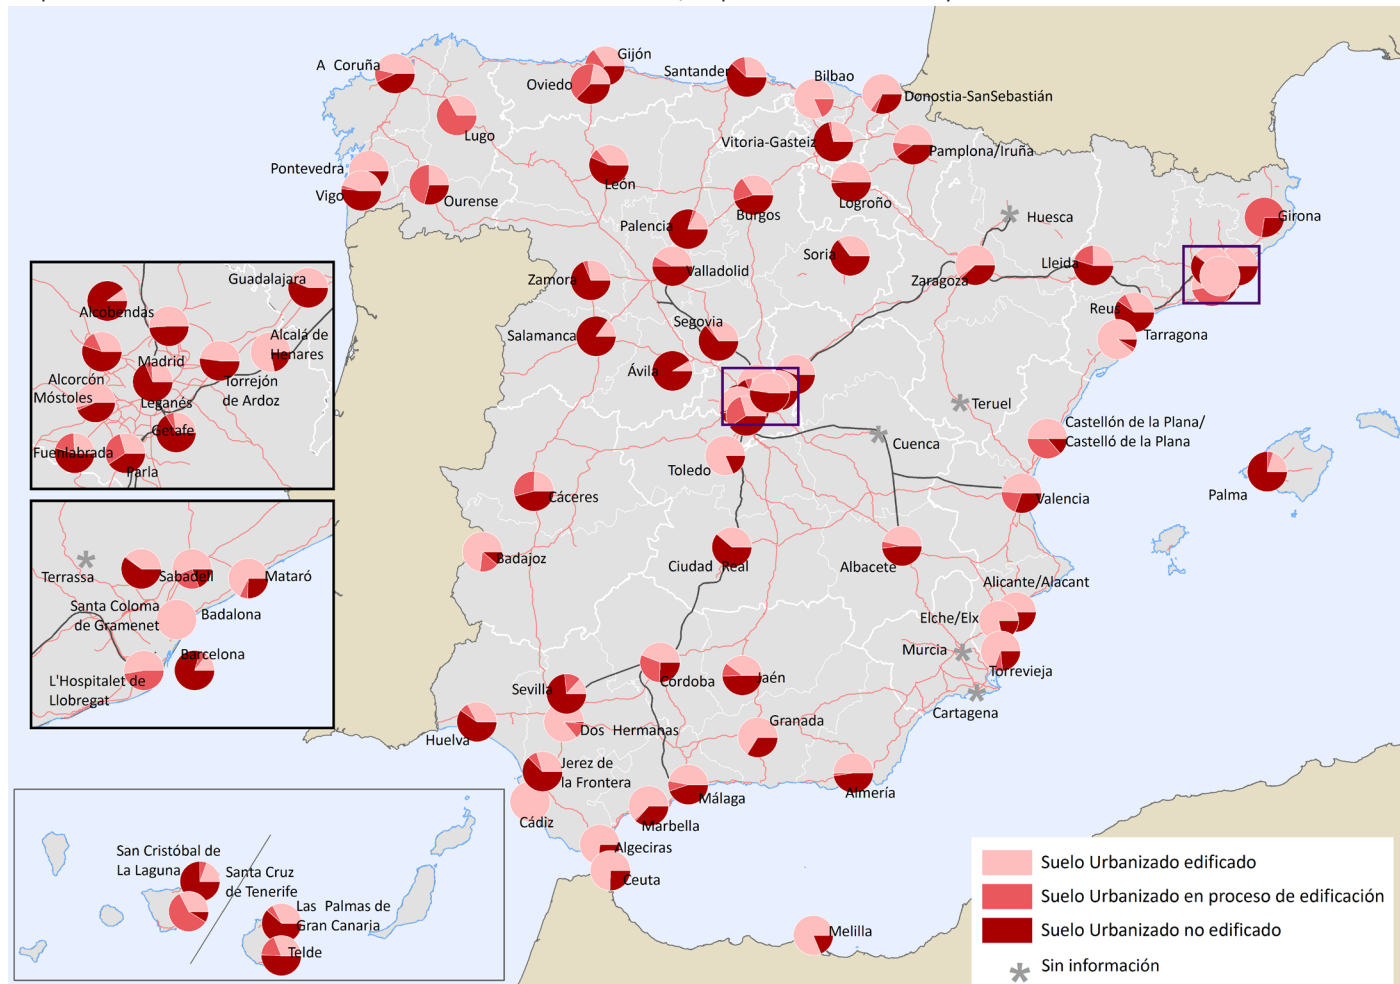 A Coruña
Gijón
Oviedo
Santander
Bilbao
Donostia-SanSebastián
Lugo
Vitoria-Gasteiz
Pamplona/Iruña
Pontevedra
León
Vigo
Ourense
Burgos
Logroño
Huesca
Girona
Palencia
Soria
Valladolid
Zamora
Zaragoza
Lleida
Reus
Tarragona
Salamanca
Segovia
Ávila
Teruel
Castellón de la Plana/
Castelló de la Plana
Cuenca
Toledo
Palma
Cáceres
Valencia
Badajoz
Ciudad Real
Albacete
Alicante/Alacant
Elche/Elx
Murcia
Torrevieja
Cartagena
Córdoba
Jaén
Sevilla
Dos Hermanas
Granada
Huelva
Jerez de
la Frontera
Almería
Málaga
Cádiz
Marbella
Algeciras
Ceuta
Melilla
Guadalajara
Alcobendas
Alcalá de
Henares
Madrid
Alcorcón
Torrejón
de Ardoz
Móstoles
Leganés
Getafe
Fuenlabrada
Parla
Terrassa
Sabadell
Mataró
Santa Coloma
de Gramenet
Badalona
Barcelona
L'Hospitalet de
Llobregat
San Cristóbal de
La Laguna
Santa Cruz
de Tenerife
Las Palmas de
Gran Canaria
Telde
Suelo Urbanizado edificado
Suelo Urbanizado en proceso de edificación
Suelo Urbanizado no edificado
Sin información